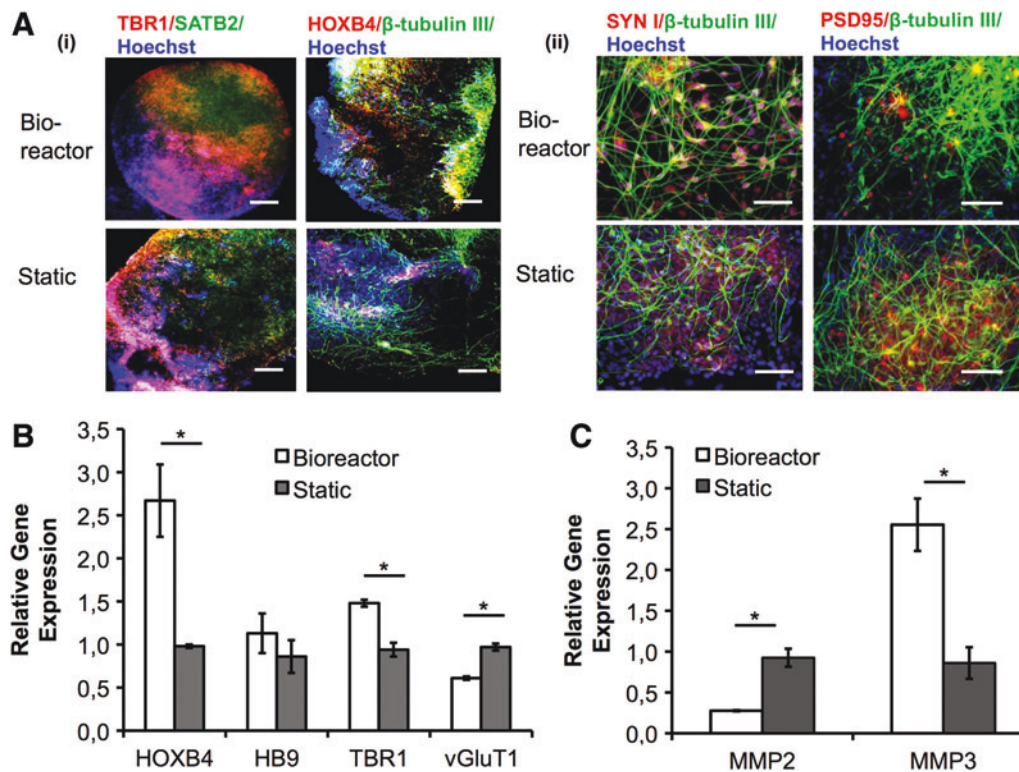 A
(i)
TBR1/SATB2/
Hoechst
HOXB4/β-tubulin III/
Hoechst
(ii)
SYN I/β-tubulin III/
Hoechst
PSD95/β-tubulin III/
Hoechst
Bio-
reactor
Static
Bio-
reactor
Static
B
Relative Gene
Expression
3,5
3,0
2,5
2,0
1,5
1,0
0,5
0,0
*
*
*
Bioreactor
Static
HOXB4
HB9
TBR1
vGluT1
C
Relative Gene
Expression
3,5
3,0
2,5
2,0
1,5
1,0
0,5
0,0
*
*
Bioreactor
Static
MMP2
MMP3